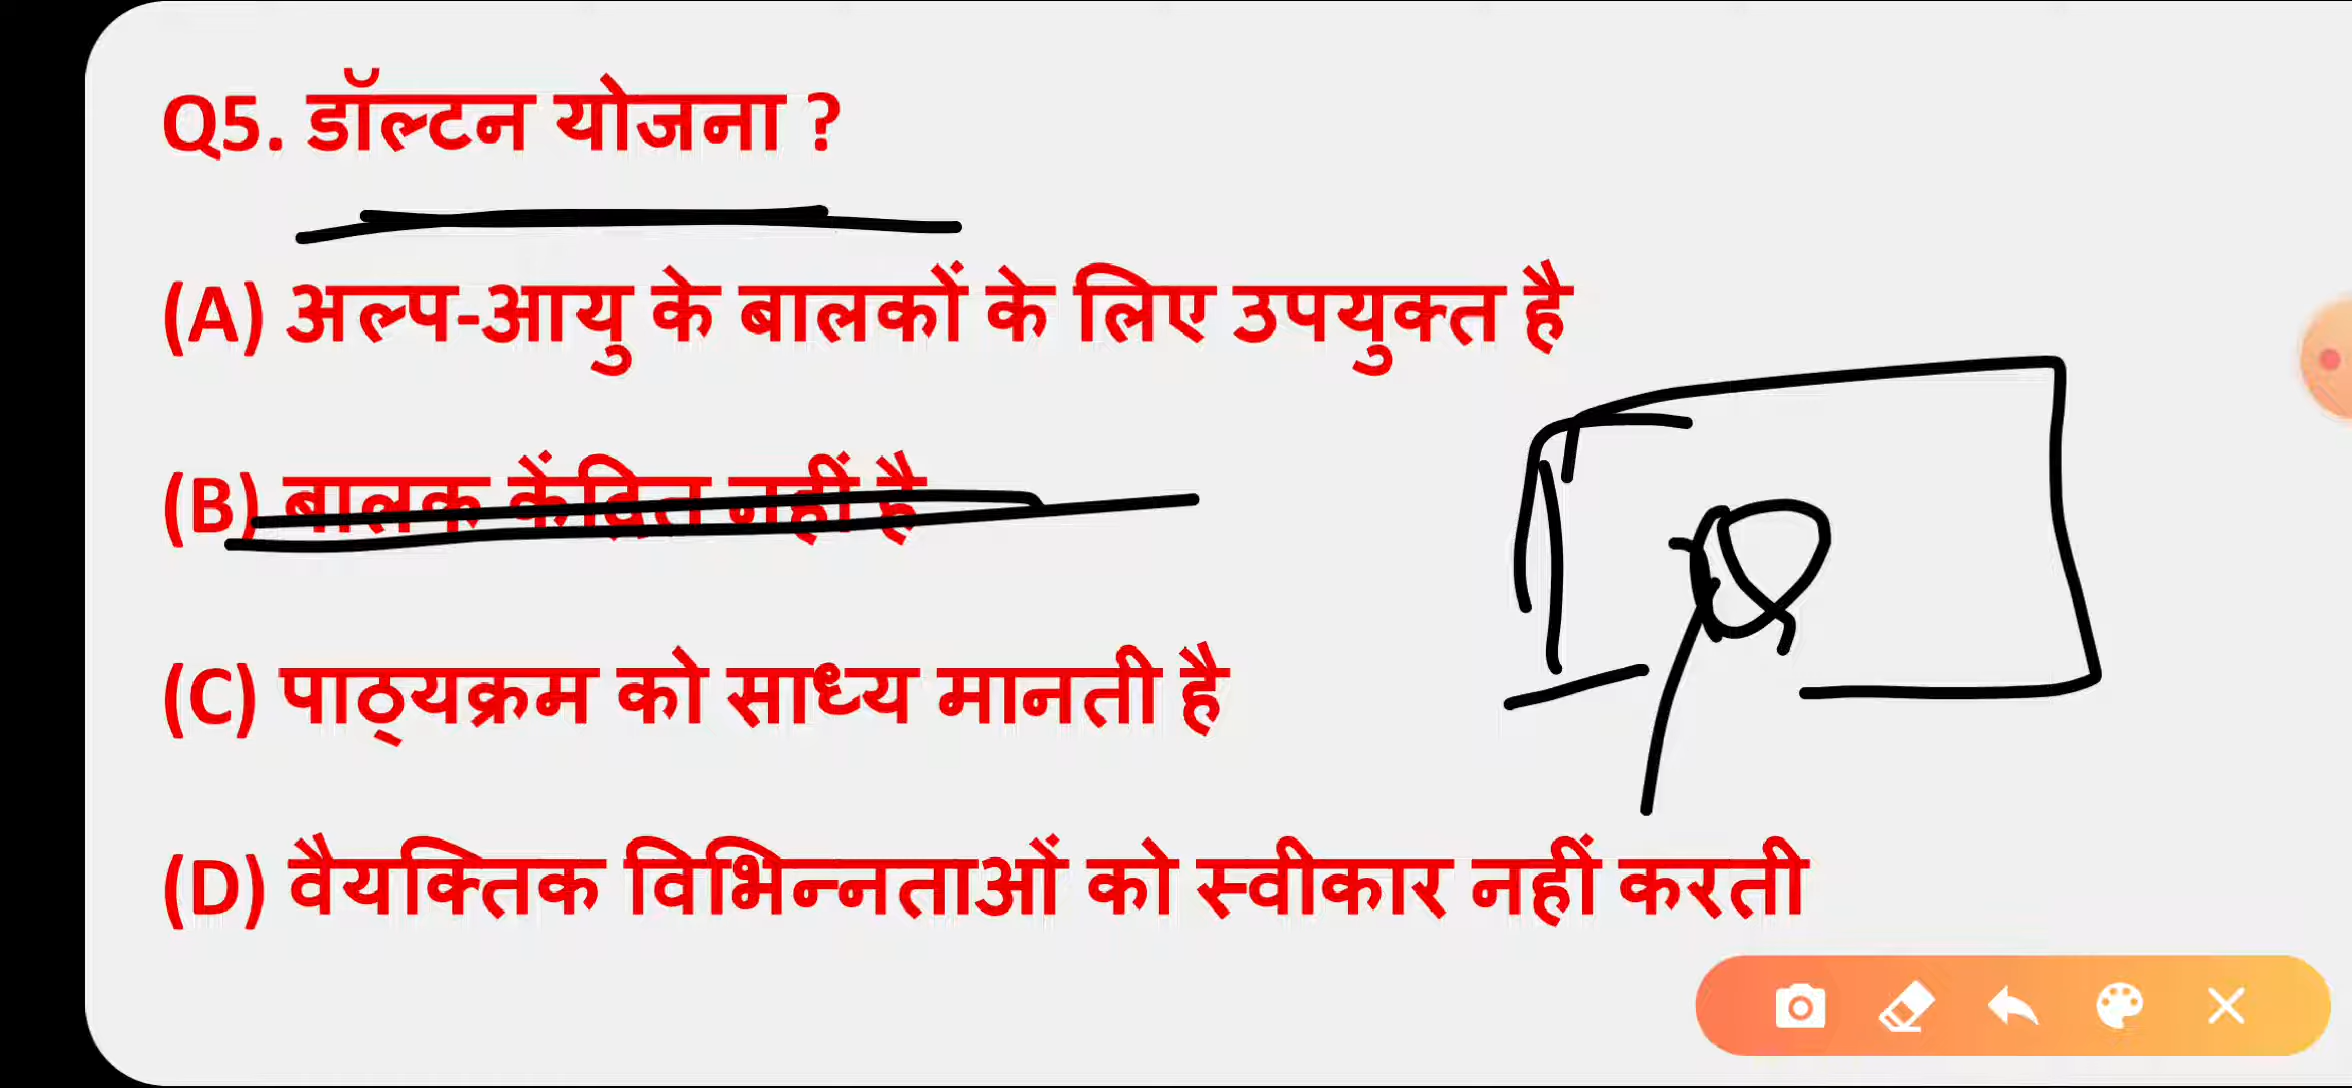 Q5. डॉल्टन योजना ?
(A) अल्प-आयु के बालकों के लिए उपयुक्त है
(B) बालक केंद्रित नहीं है
(C) पाठ्यक्रम को साध्य मानती है
(D) वैयक्तिक विभिन्नताओं को स्वीकार नहीं करती